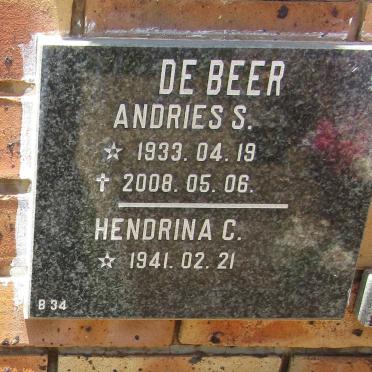 DE BEER
ANDRIES S.
☆ 1933. 04. 19
✝ 2008. 05. 06.
HENDRINA C.
☆ 1941. 02. 21
B 34